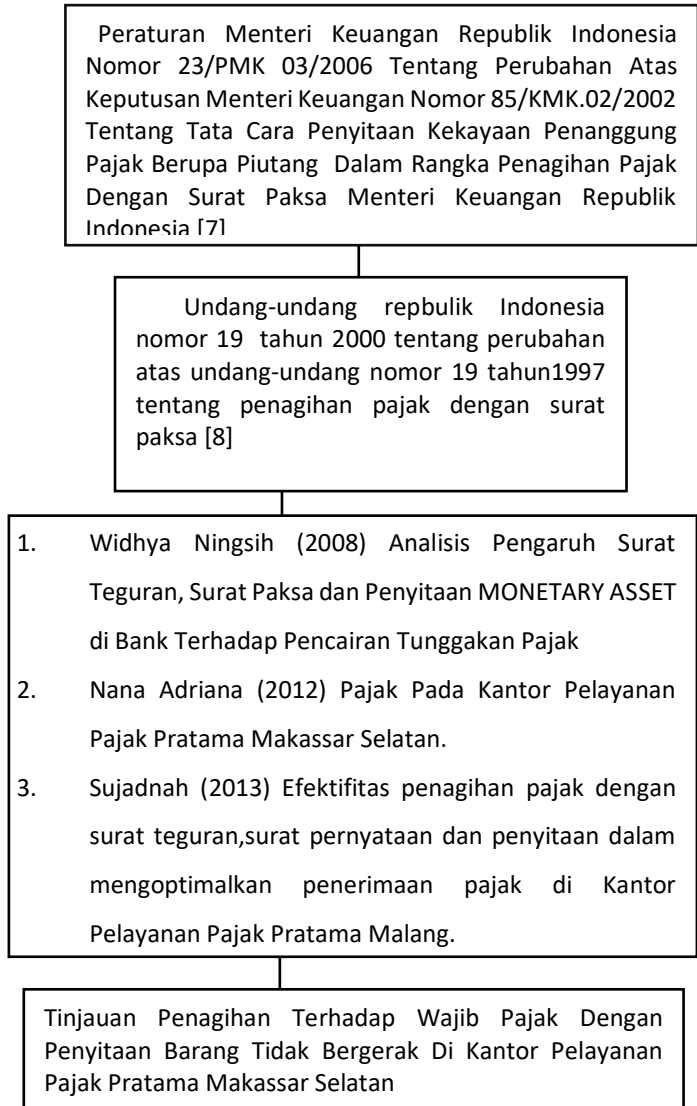 Peraturan Menteri Keuangan Republik Indonesia
Nomor 23/PMK 03/2006 Tentang Perubahan Atas
Keputusan Menteri Keuangan Nomor 85/KMK.02/2002
Tentang Tata Cara Penyitaan Kekayaan Penanggung
Pajak Berupa Piutang Dalam Rangka Penagihan Pajak
Dengan Surat Paksa Menteri Keuangan Republik
Indonesia [7]
Undang-undang repbulik Indonesia
nomor 19 tahun 2000 tentang perubahan
atas undang-undang nomor 19 tahun1997
tentang penagihan pajak dengan surat
paksa [8]
1. Widhya Ningsih (2008) Analisis Pengaruh Surat
Teguran, Surat Paksa dan Penyitaan MONETARY ASSET
di Bank Terhadap Pencairan Tunggakan Pajak
2. Nana Adriana (2012) Pajak Pada Kantor Pelayanan
Pajak Pratama Makassar Selatan.
3. Sujadnah (2013) Efektifitas penagihan pajak dengan
surat teguran,surat pernyataan dan penyitaan dalam
mengoptimalkan penerimaan pajak di Kantor
Pelayanan Pajak Pratama Malang.
Tinjauan Penagihan Terhadap Wajib Pajak Dengan
Penyitaan Barang Tidak Bergerak Di Kantor Pelayanan
Pajak Pratama Makassar Selatan